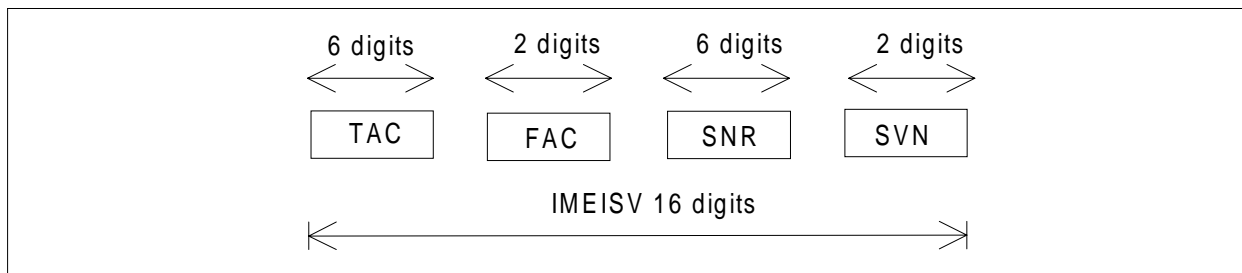 6 digits 2 digits 6 digits 2 digits
TAC FAC SNR SVN
IMEISV 16 digits